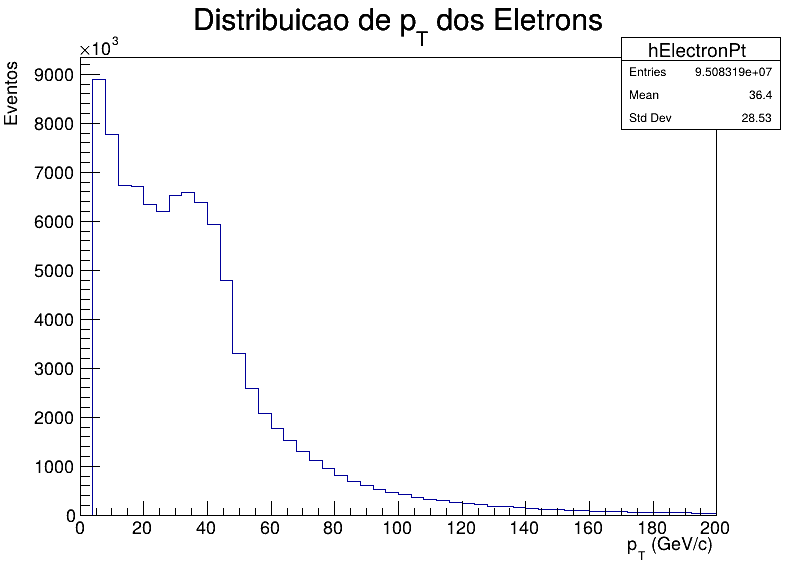 Distribuicao de p_T dos Eletrons
×10³
hElectronPt
Entries 9.508319e+07
Mean 36.4
Std Dev 28.53
Eventos
9000
8000
7000
6000
5000
4000
3000
2000
1000
0
0 20 40 60 80 100 120 140 160 180 200
p_T (GeV/c)